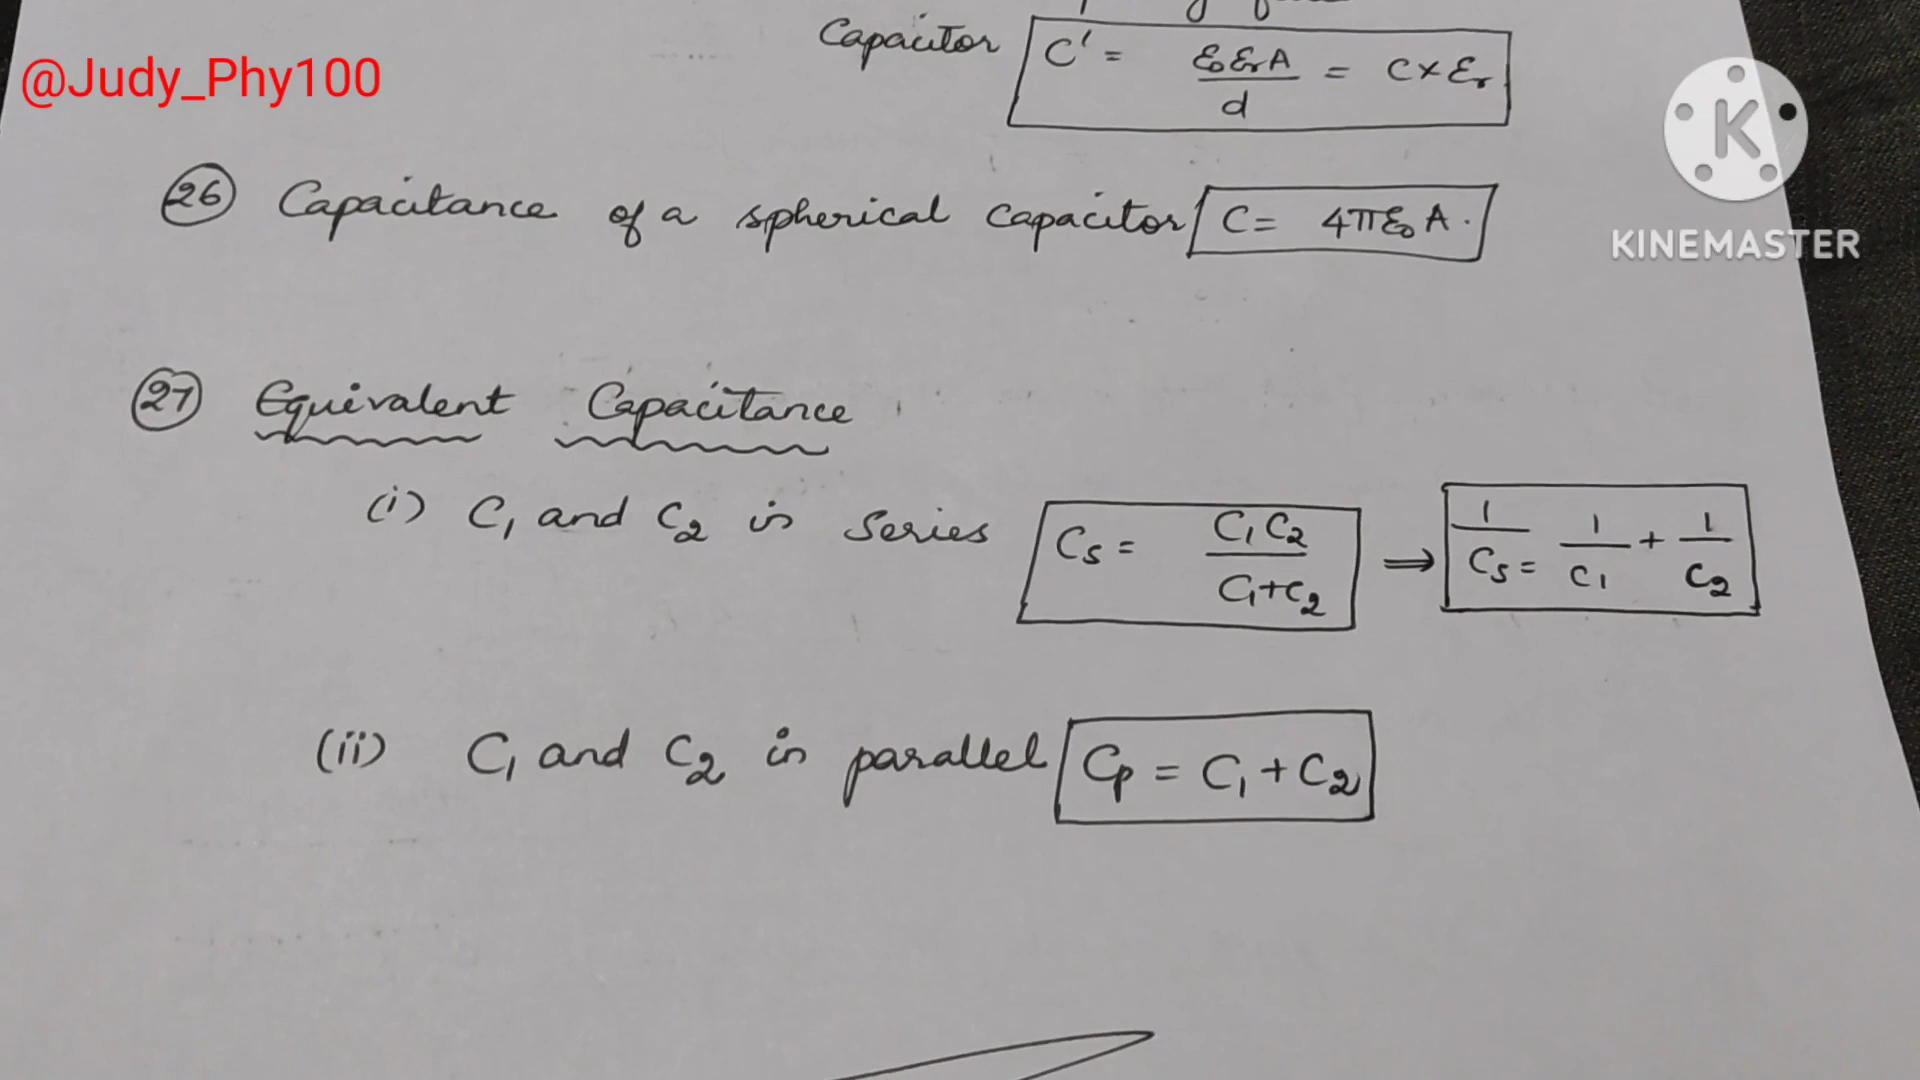 @Judy_Phy100
Capacitor C' = ε₀εᵣA / d = C × εᵣ
K
KINEMASTER
(26) Capacitance of a spherical capacitor C = 4πε₀A.
(27) Equivalent Capacitance
(i) C₁ and C₂ in Series Cs = C₁C₂ / C₁+C₂ ⇒ 1/Cs = 1/C₁ + 1/C₂
(ii) C₁ and C₂ in parallel Cp = C₁ + C₂